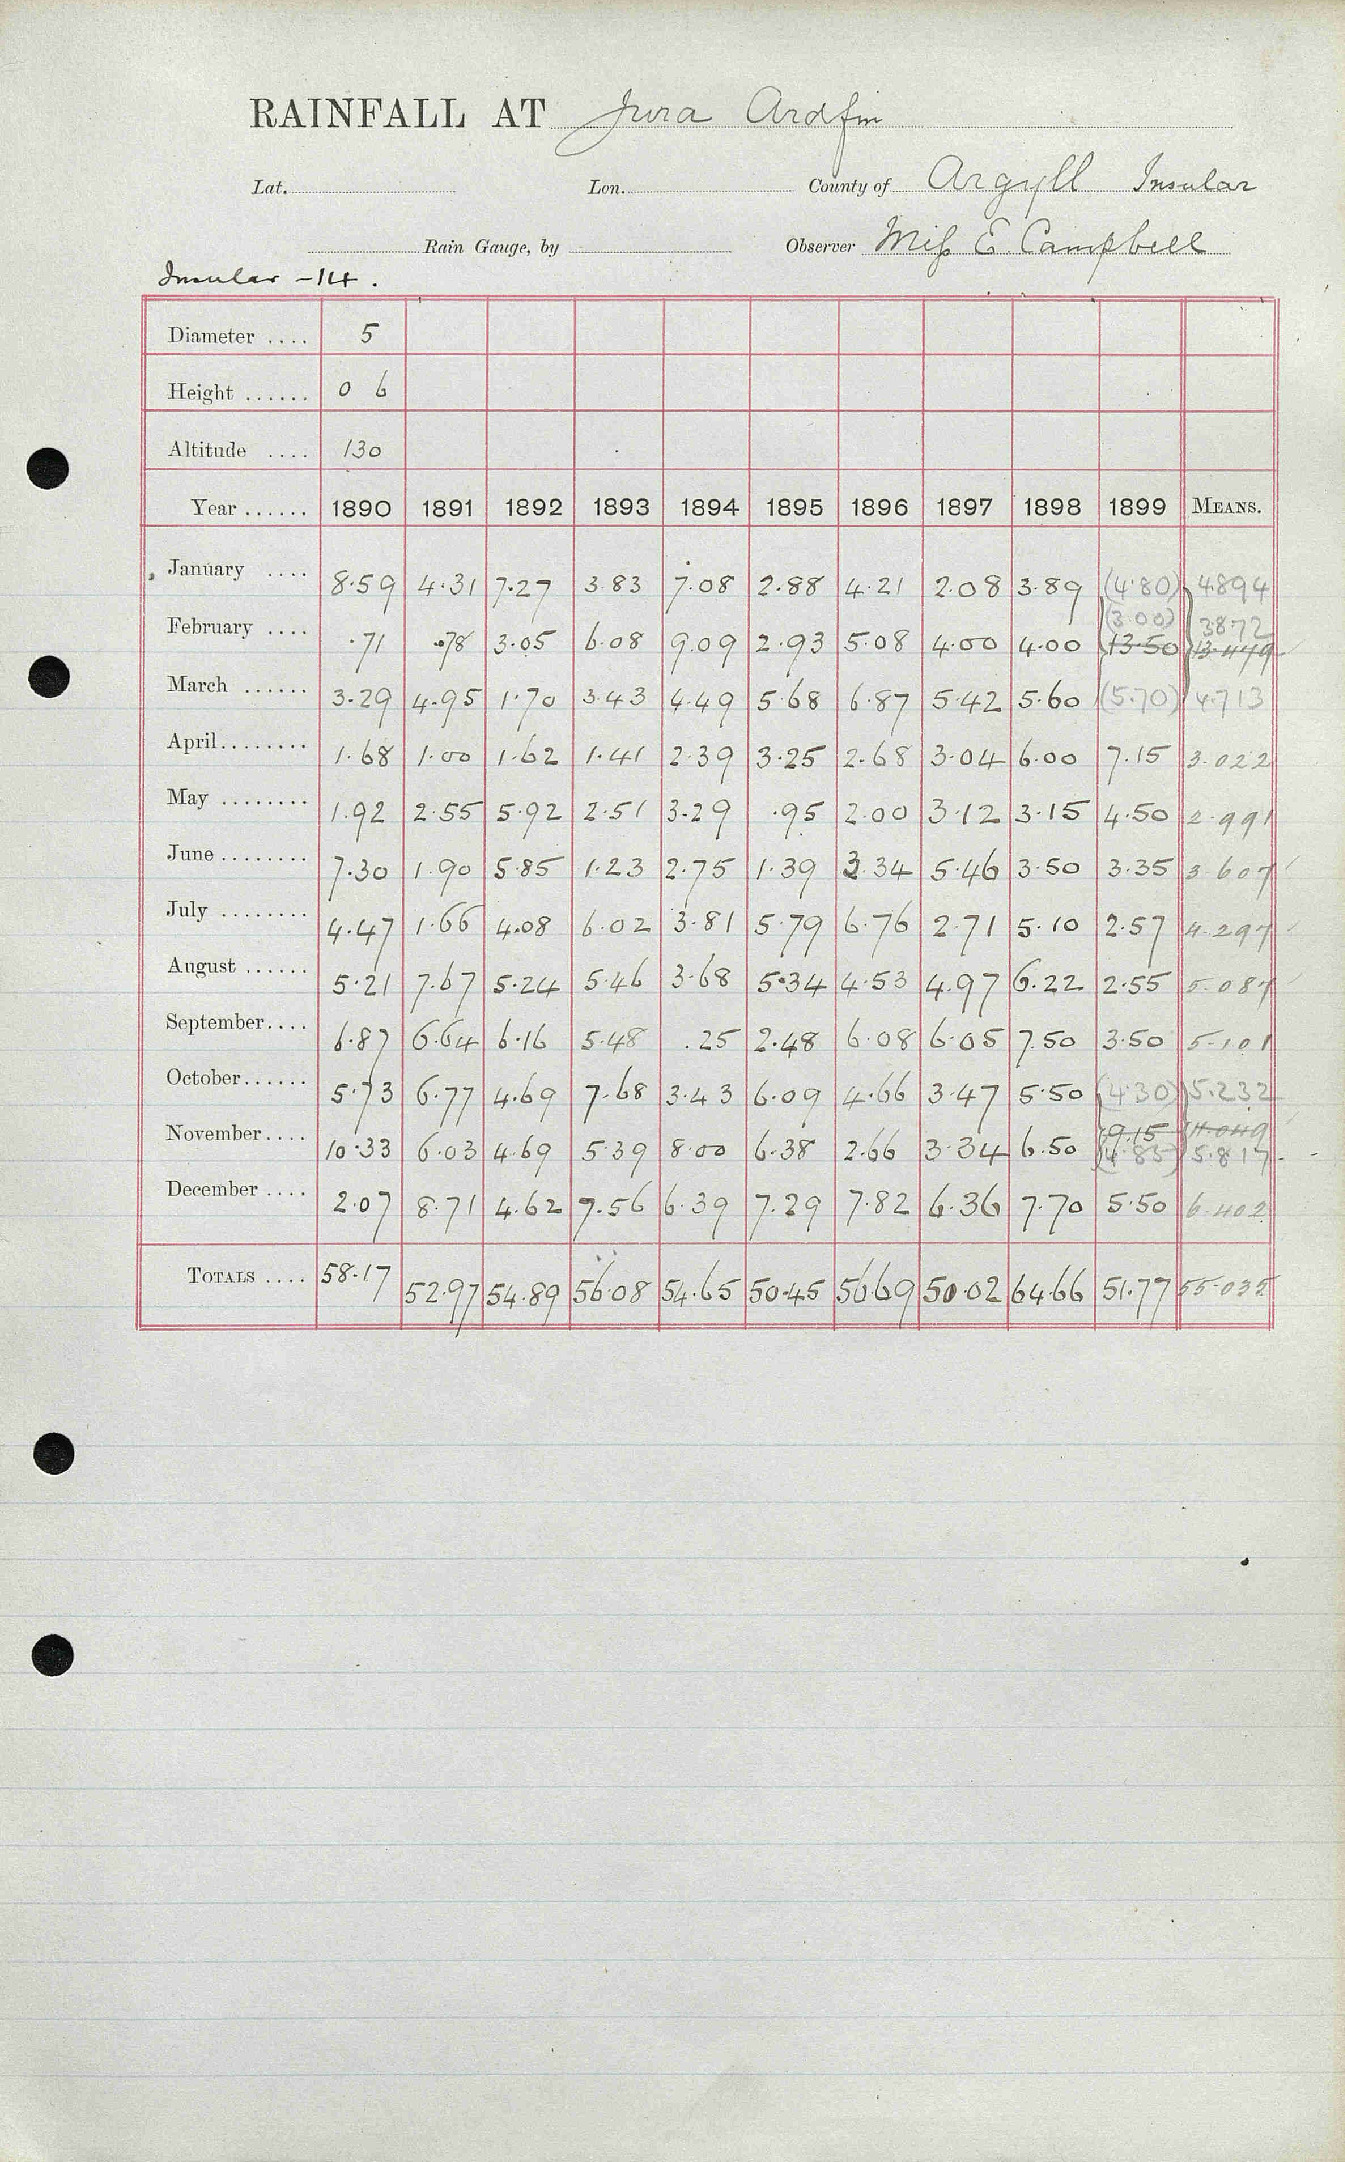 RAINFALL AT Jura Ardfin
Lat. Lon. County of Argyll Insular
Rain Gauge, by Observer Miss E Campbell
Insular - 14.
Diameter .... 5
Height ...... 0 6
Altitude .... 130
Year ...... 1890 1891 1892 1893 1894 1895 1896 1897 1898 1899 MEANS.
January .... 8.59 4.31 7.27 3.83 7.08 2.88 4.21 2.08 3.89 (4.80) 4.894
(3.00) 3.872
February .... .71 .78 3.05 6.08 9.09 2.93 5.08 4.00 4.00 13.50 13.479
March ...... 3.29 4.95 1.70 3.43 4.49 5.68 6.87 5.42 5.60 (5.70) 4.713
April........ 1.68 1.00 1.62 1.41 2.39 3.25 2.68 3.04 6.00 7.15 3.022
May ........ 1.92 2.55 5.92 2.51 3.29 .95 2.00 3.12 3.15 4.50 2.991
June ........ 7.30 1.90 5.85 1.23 2.75 1.39 3.34 5.46 3.50 3.35 3.607
July ........ 4.47 1.66 4.08 6.02 3.81 5.79 6.76 2.71 5.10 2.57 4.297
August ...... 5.21 7.67 5.24 5.46 3.68 5.34 4.53 4.97 6.22 2.55 5.087
September.... 6.87 6.64 6.16 5.48 .25 2.48 6.08 6.05 7.50 3.50 5.101
October...... 5.73 6.77 4.69 7.68 3.43 6.09 4.66 3.47 5.50 (4.30) 5.232
9.15 11.049
November.... 10.33 6.03 4.69 5.39 8.00 6.38 2.66 3.34 6.50 (4.85) 5.817
December .... 2.07 8.71 4.62 7.56 6.39 7.29 7.82 6.36 7.70 5.50 6.402
TOTALS .... 58.17 52.97 54.89 56.08 54.65 50.45 56.69 50.02 64.66 51.77 55.035